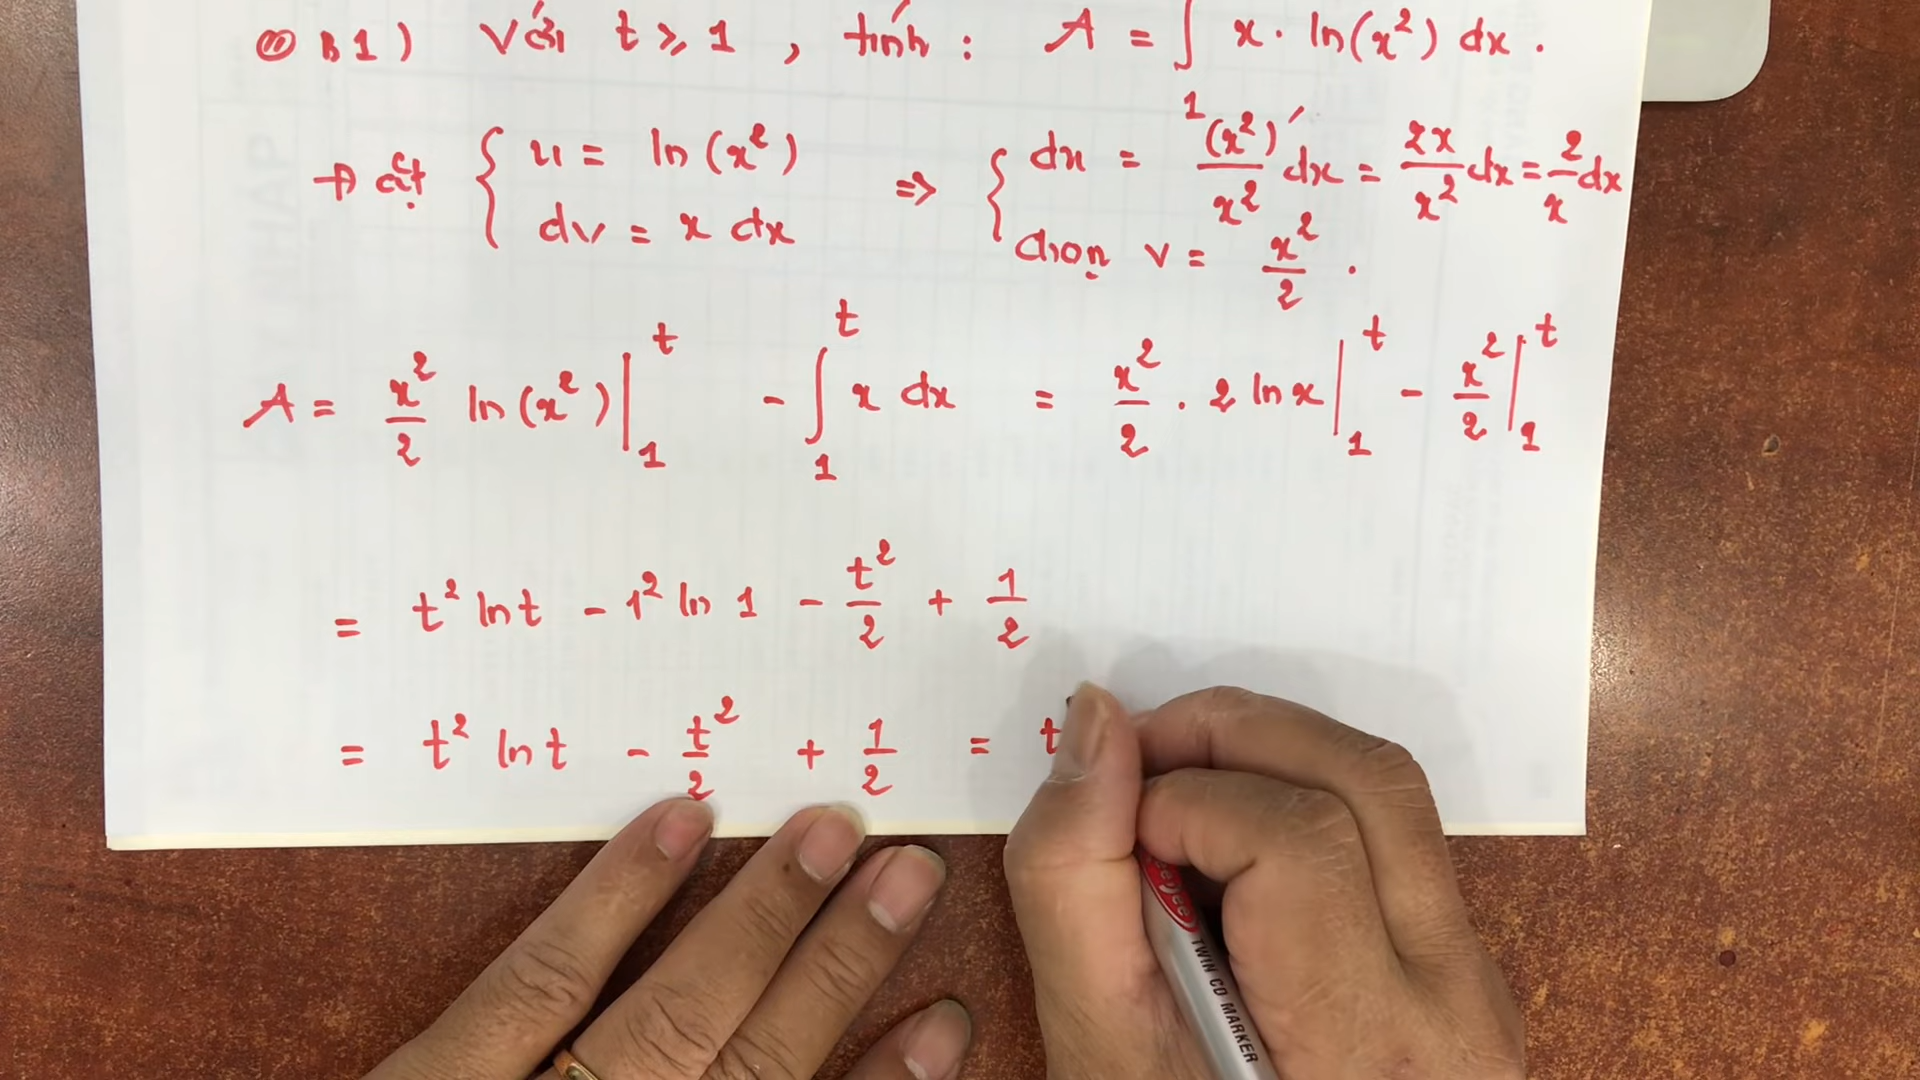 B1) Với t ⩾ 1, tính: A = ∫₁ x. ln(x²) dx.
→ Đặt { u = ln(x²) ; dv = x dx ⇒ { du = (x²)′/x² dx = 2x/x² dx = 2/x dx ; chọn v = x²/2.
A = x²/2 ln(x²)|₁ᵗ - ∫₁ᵗ x dx = x²/2 . 2 ln x|₁ᵗ - x²/2|₁ᵗ
= t² ln t - 1² ln 1 - t²/2 + 1/2
= t² ln t - t²/2 + 1/2 = t
TWIN CD MARKER